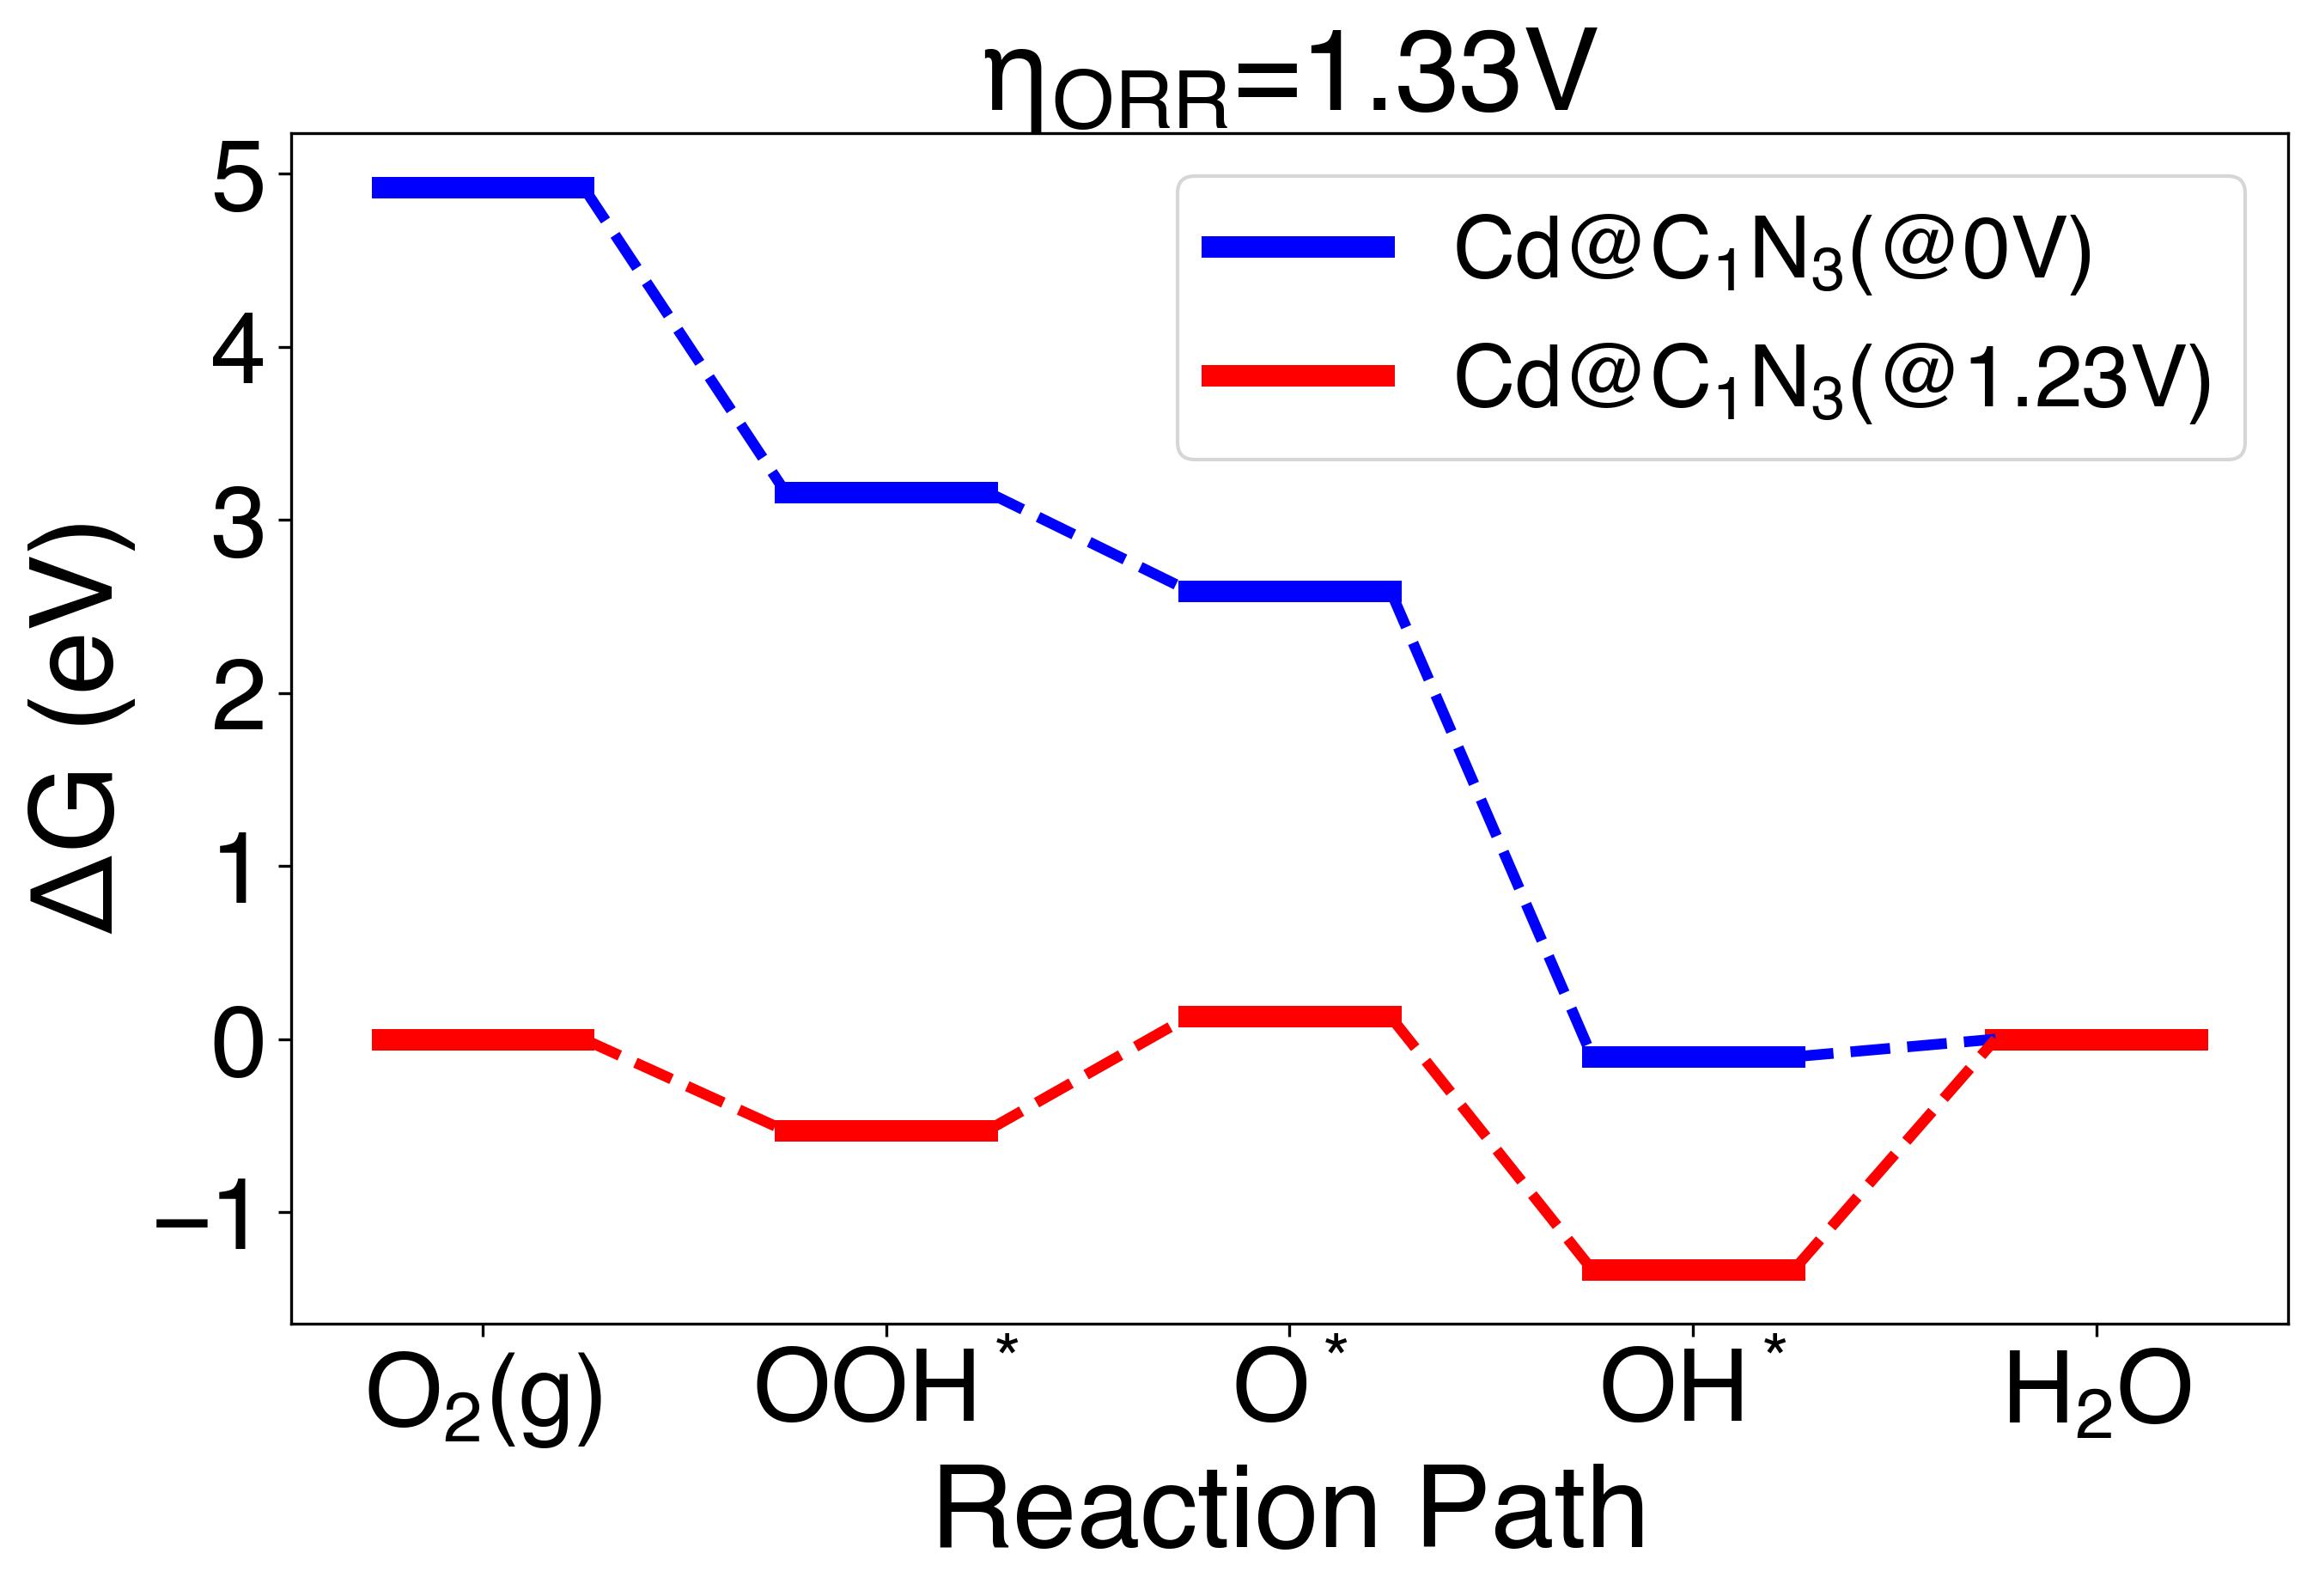 η_ORR=1.33V
Cd@C₁N₃(@0V)
Cd@C₁N₃(@1.23V)
ΔG (eV)
5
4
3
2
1
0
−1
O₂(g) OOH* O* OH* H₂O
Reaction Path